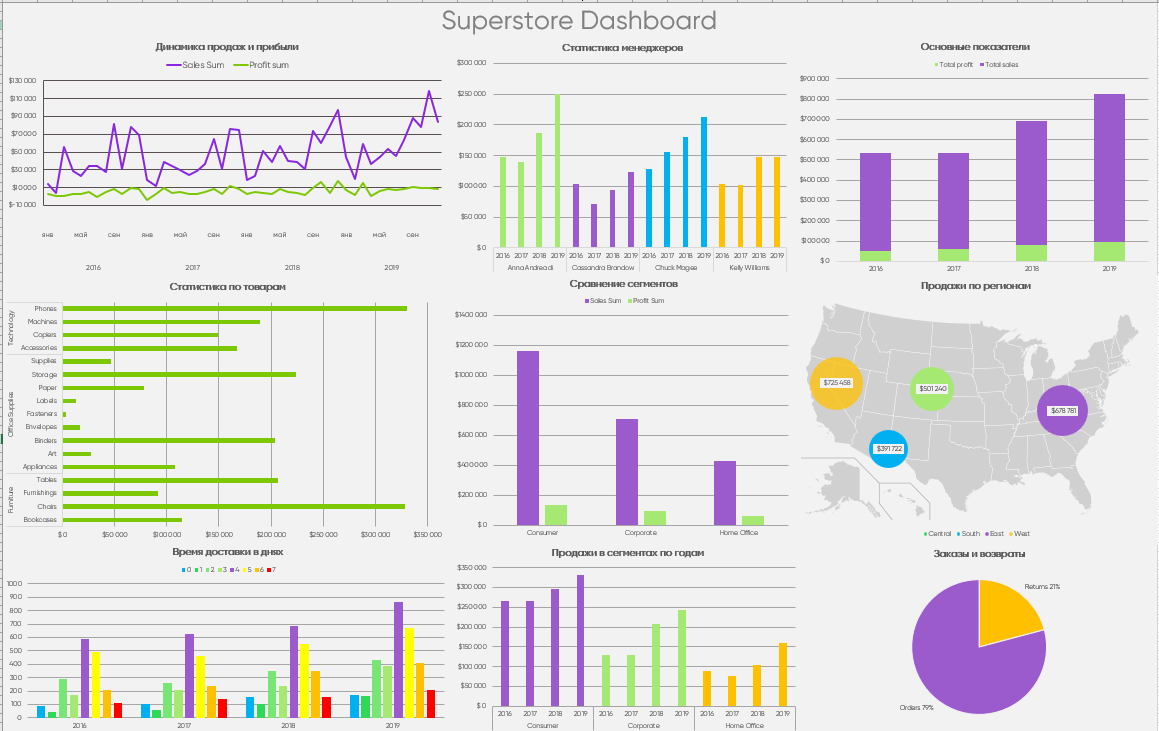 Superstore Dashboard
Динамика продаж и прибыли
Sales Sum Profit sum
$130 000
$110 000
$90 000
$70 000
$50 000
$30 000
$10 000
$-10 000
янв май сен янв май сен янв май сен янв май сен
2016 2017 2018 2019
Статистика менеджеров
$300 000
$250 000
$200 000
$150 000
$100 000
$50 000
$0
2016 2017 2018 2019 2016 2017 2018 2019 2016 2017 2018 2019 2016 2017 2018 2019
Anna Andreadi Cassandra Brandow Chuck Magee Kelly Williams
Основные показатели
Total profit Total sales
$900 000
$800 000
$700 000
$600 000
$500 000
$400 000
$300 000
$200 000
$100 000
$0
2016 2017 2018 2019
Статистика по товарам
Technology
Phones
Machines
Copiers
Accessories
Office Supplies
Supplies
Storage
Paper
Labels
Fasteners
Envelopes
Binders
Art
Appliances
Furniture
Tables
Furnishings
Chairs
Bookcases
$0 $50 000 $100 000 $150 000 $200 000 $250 000 $300 000 $350 000
Сравнение сегментов
Sales Sum Profit Sum
$1400 000
$1200 000
$1000 000
$800 000
$600 000
$400 000
$200 000
$0
Consumer Corporate Home Office
Продажи по регионам
$725 458
$501 240
$678 781
$391 722
Central South East West
Время доставки в днях
0 1 2 3 4 5 6 7
1000
900
800
700
600
500
400
300
200
100
0
2016 2017 2018 2019
Продажи в сегментах по годам
$350 000
$300 000
$250 000
$200 000
$150 000
$100 000
$50 000
$0
2016 2017 2018 2019 2016 2017 2018 2019 2016 2017 2018 2019
Consumer Corporate Home Office
Заказы и возвраты
Returns 21%
Orders 79%